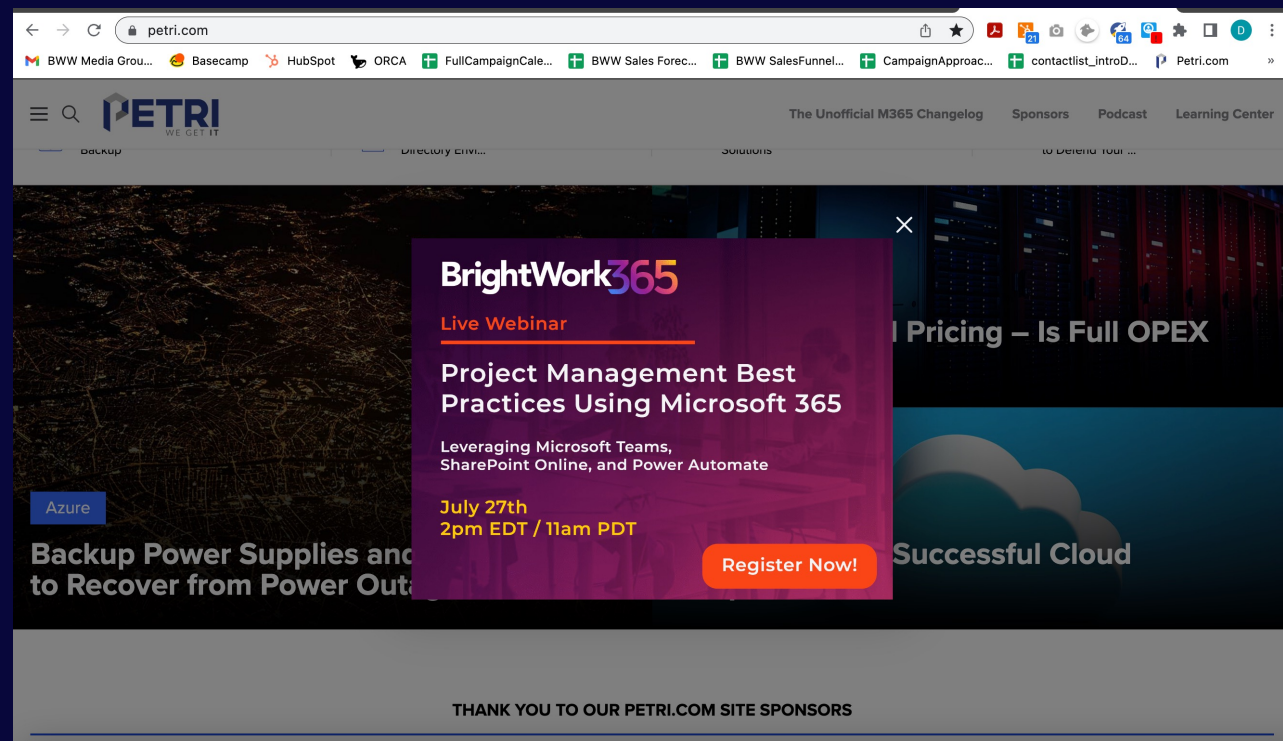 petri.com
21
64
D
BWW Media Grou...
Basecamp
HubSpot
ORCA
FullCampaignCale...
BWW Sales Forec...
BWW SalesFunnel...
CampaignApproac...
contactlist_introD...
Petri.com
»
PETRI
WE GET IT
The Unofficial M365 Changelog
Sponsors
Podcast
Learning Center
Backup
Directory Envi...
Solutions
to Defend Your ...
BrightWork365
Live Webinar
Project Management Best
Practices Using Microsoft 365
Leveraging Microsoft Teams,
SharePoint Online, and Power Automate
July 27th
2pm EDT / 11am PDT
Register Now!
Pricing – Is Full OPEX
Azure
Backup Power Supplies and
to Recover from Power
Successful Cloud
THANK YOU TO OUR PETRI.COM SITE SPONSORS